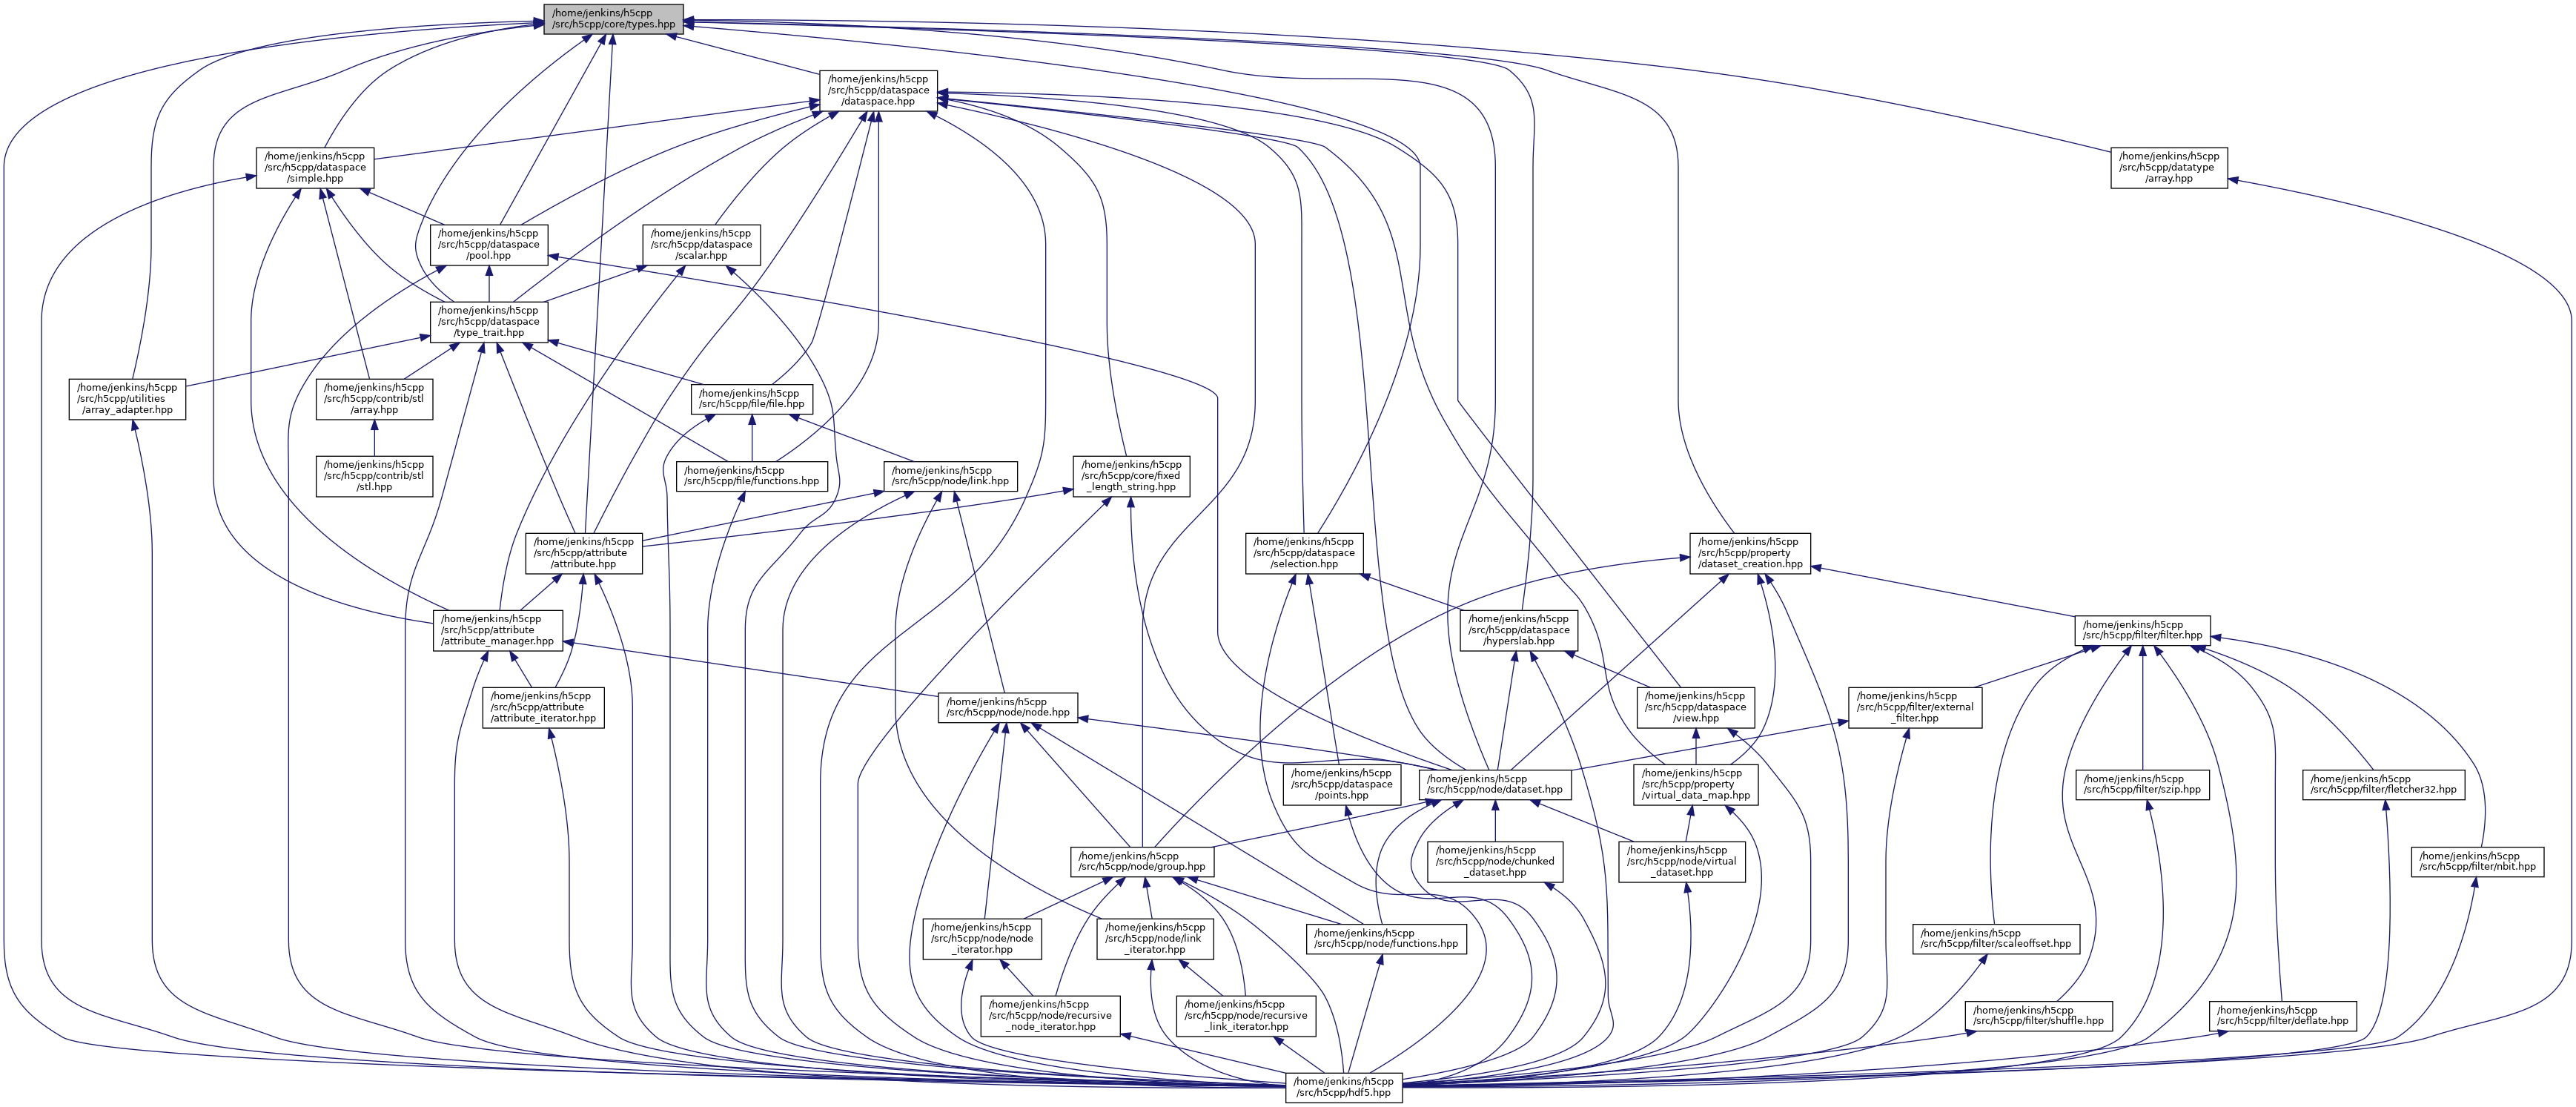 /home/jenkins/h5cpp
/src/h5cpp/core/types.hpp
/home/jenkins/h5cpp
/src/h5cpp/dataspace
/dataspace.hpp
/home/jenkins/h5cpp
/src/h5cpp/dataspace
/simple.hpp
/home/jenkins/h5cpp
/src/h5cpp/datatype
/array.hpp
/home/jenkins/h5cpp
/src/h5cpp/dataspace
/pool.hpp
/home/jenkins/h5cpp
/src/h5cpp/dataspace
/scalar.hpp
/home/jenkins/h5cpp
/src/h5cpp/dataspace
/type_trait.hpp
/home/jenkins/h5cpp
/src/h5cpp/utilities
/array_adapter.hpp
/home/jenkins/h5cpp
/src/h5cpp/contrib/stl
/array.hpp
/home/jenkins/h5cpp
/src/h5cpp/file/file.hpp
/home/jenkins/h5cpp
/src/h5cpp/contrib/stl
/stl.hpp
/home/jenkins/h5cpp
/src/h5cpp/file/functions.hpp
/home/jenkins/h5cpp
/src/h5cpp/node/link.hpp
/home/jenkins/h5cpp
/src/h5cpp/core/fixed
_length_string.hpp
/home/jenkins/h5cpp
/src/h5cpp/attribute
/attribute.hpp
/home/jenkins/h5cpp
/src/h5cpp/dataspace
/selection.hpp
/home/jenkins/h5cpp
/src/h5cpp/property
/dataset_creation.hpp
/home/jenkins/h5cpp
/src/h5cpp/attribute
/attribute_manager.hpp
/home/jenkins/h5cpp
/src/h5cpp/dataspace
/hyperslab.hpp
/home/jenkins/h5cpp
/src/h5cpp/filter/filter.hpp
/home/jenkins/h5cpp
/src/h5cpp/attribute
/attribute_iterator.hpp
/home/jenkins/h5cpp
/src/h5cpp/node/node.hpp
/home/jenkins/h5cpp
/src/h5cpp/dataspace
/view.hpp
/home/jenkins/h5cpp
/src/h5cpp/filter/external
_filter.hpp
/home/jenkins/h5cpp
/src/h5cpp/dataspace
/points.hpp
/home/jenkins/h5cpp
/src/h5cpp/node/dataset.hpp
/home/jenkins/h5cpp
/src/h5cpp/property
/virtual_data_map.hpp
/home/jenkins/h5cpp
/src/h5cpp/filter/szip.hpp
/home/jenkins/h5cpp
/src/h5cpp/filter/fletcher32.hpp
/home/jenkins/h5cpp
/src/h5cpp/node/group.hpp
/home/jenkins/h5cpp
/src/h5cpp/node/chunked
_dataset.hpp
/home/jenkins/h5cpp
/src/h5cpp/node/virtual
_dataset.hpp
/home/jenkins/h5cpp
/src/h5cpp/filter/nbit.hpp
/home/jenkins/h5cpp
/src/h5cpp/node/node
_iterator.hpp
/home/jenkins/h5cpp
/src/h5cpp/node/link
_iterator.hpp
/home/jenkins/h5cpp
/src/h5cpp/node/functions.hpp
/home/jenkins/h5cpp
/src/h5cpp/filter/scaleoffset.hpp
/home/jenkins/h5cpp
/src/h5cpp/node/recursive
_node_iterator.hpp
/home/jenkins/h5cpp
/src/h5cpp/node/recursive
_link_iterator.hpp
/home/jenkins/h5cpp
/src/h5cpp/filter/shuffle.hpp
/home/jenkins/h5cpp
/src/h5cpp/filter/deflate.hpp
/home/jenkins/h5cpp
/src/h5cpp/hdf5.hpp